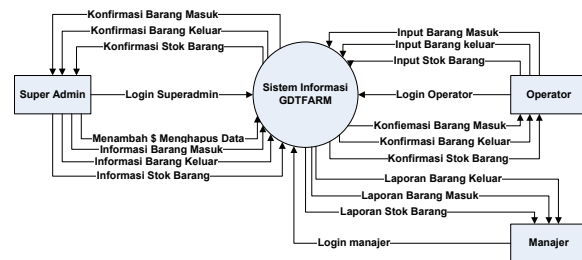 Konfirmasi Barang Masuk
Konfirmasi Barang Keluar
Konfirmasi Stok Barang
Super Admin
Login Superadmin
Menambah $ Menghapus Data
Informasi Barang Masuk
Informasi Barang Keluar
Informasi Stok Barang
Sistem Informasi
GDTFARM
Input Barang Masuk
Input Barang keluar
Input Stok Barang
Login Operator
Operator
Konfiemasi Barang Masuk
Konfirmasi Barang Keluar
Konfirmasi Stok Barang
Laporan Barang Keluar
Laporan Barang Masuk
Laporan Stok Barang
Login manajer
Manajer